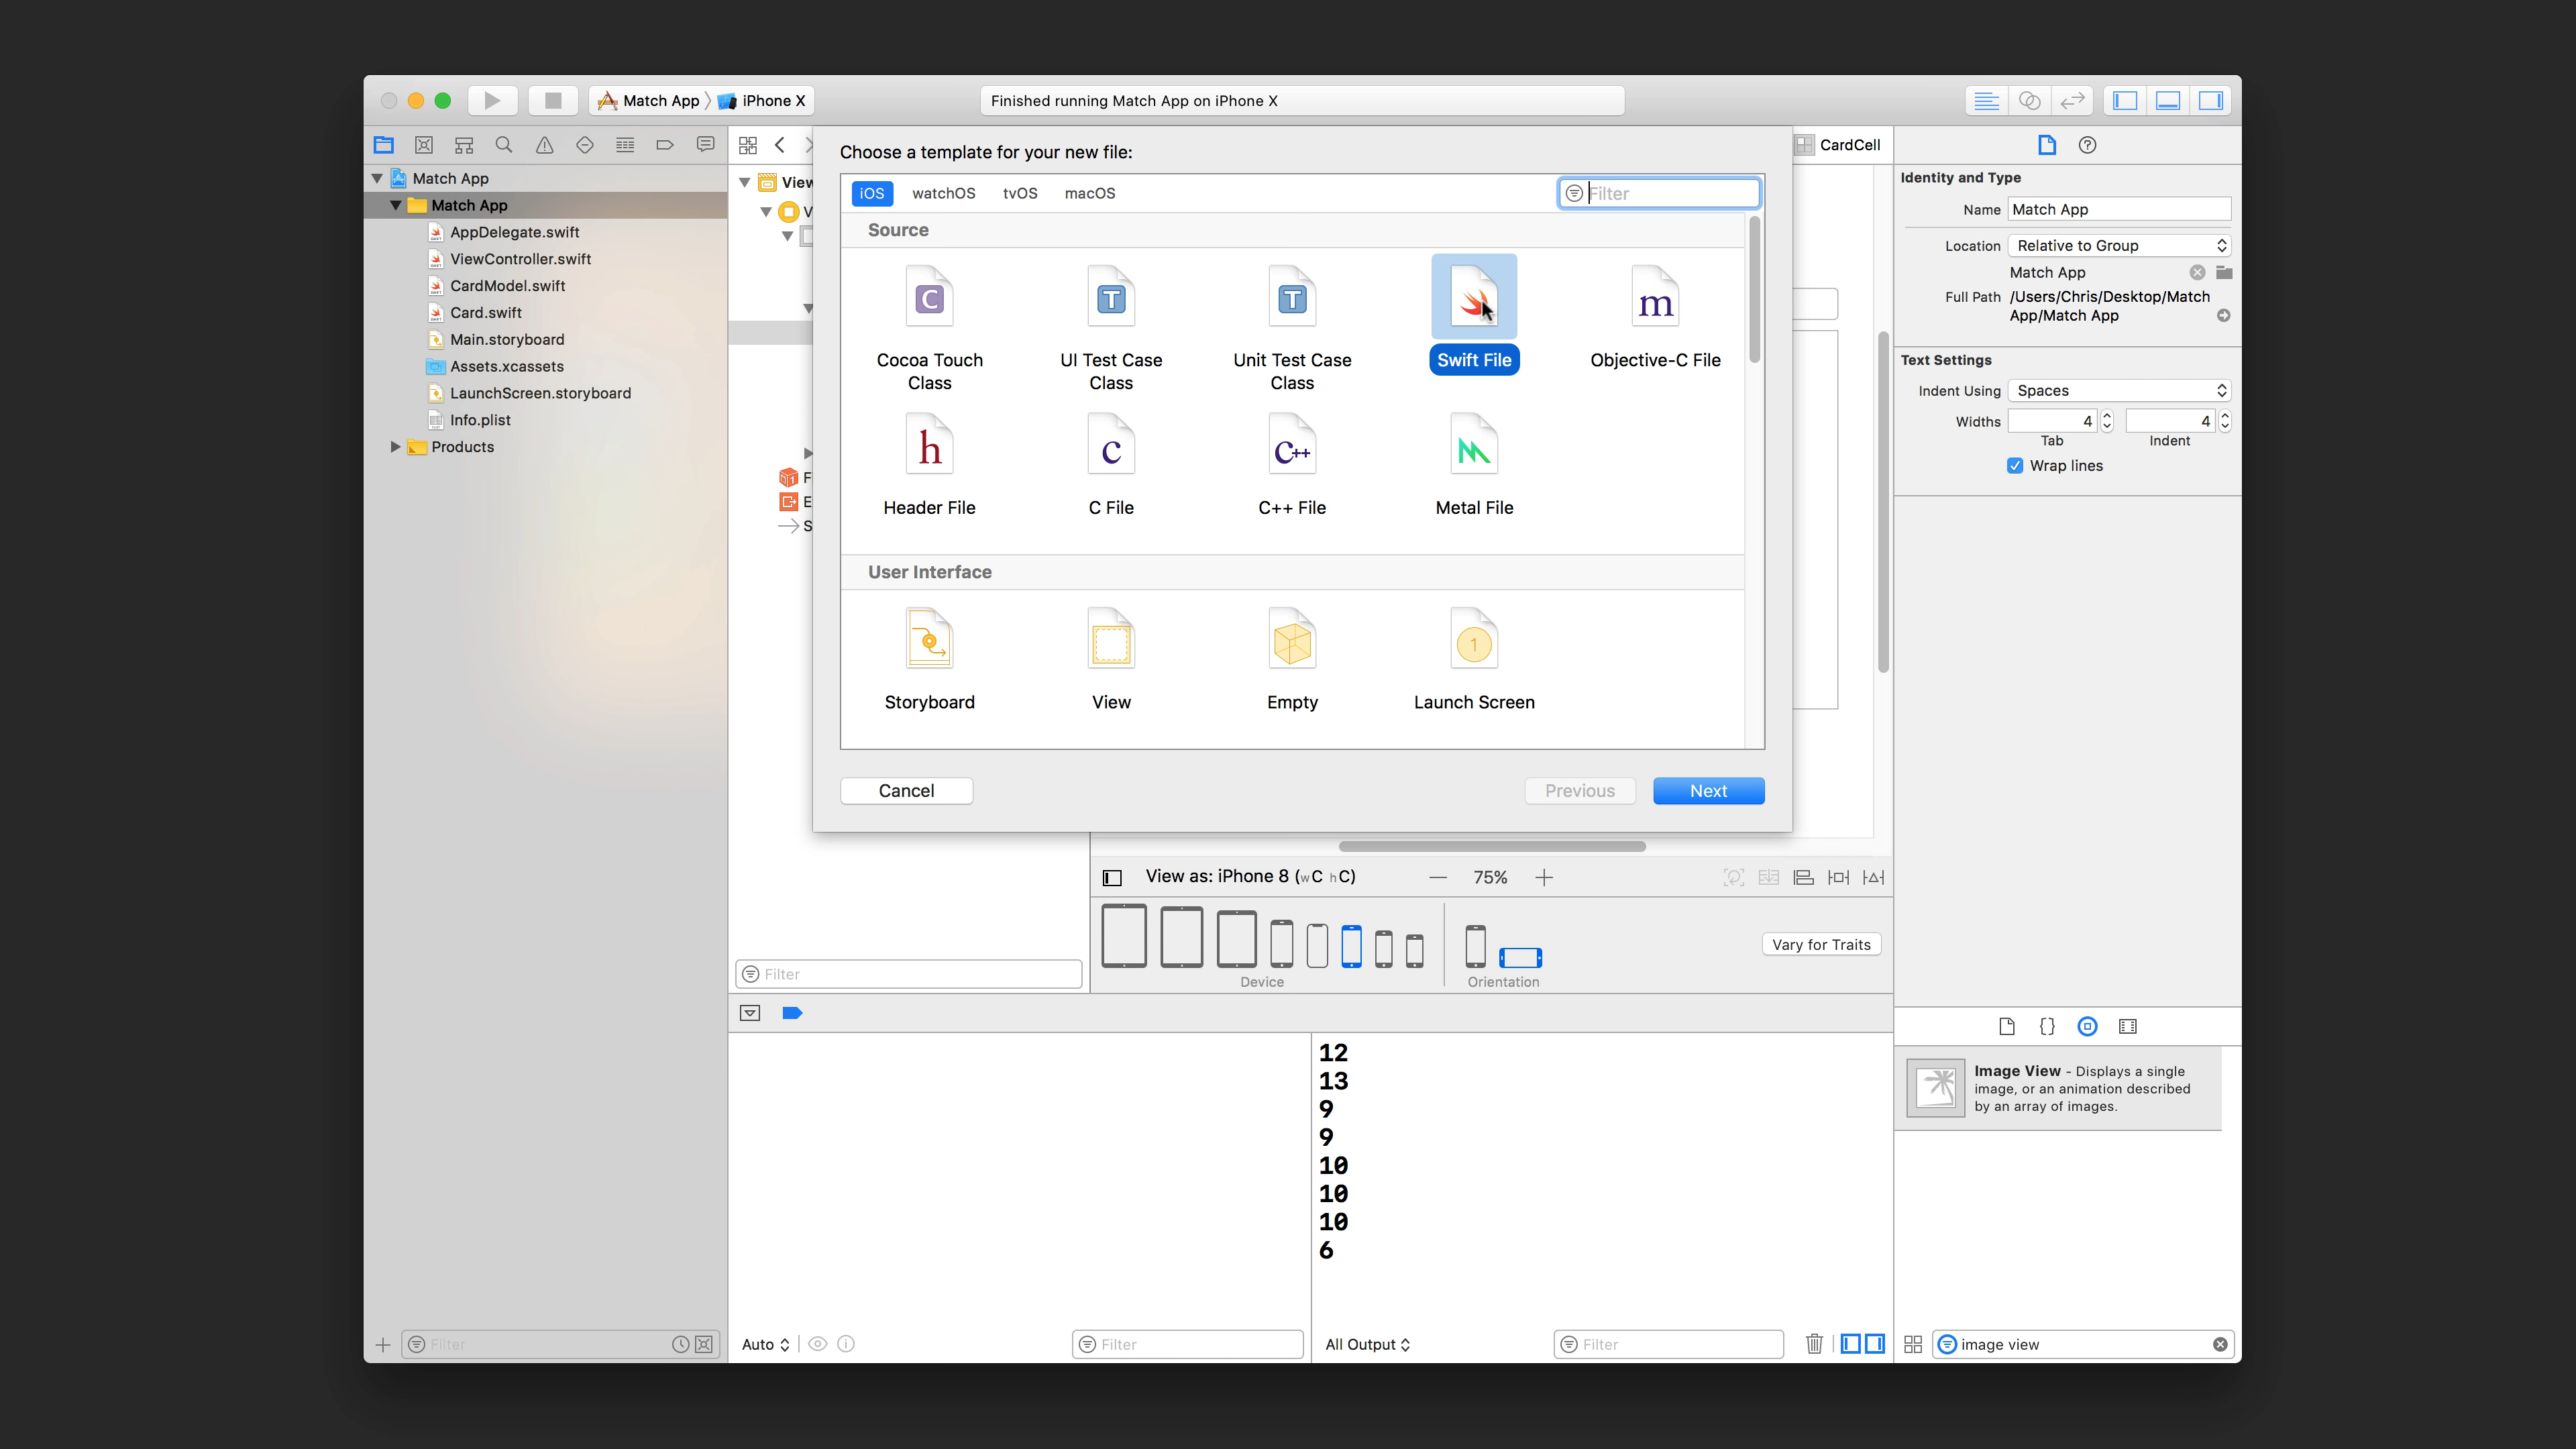 Match App
iPhone X
Finished running Match App on iPhone X
Match App
Match App
AppDelegate.swift
ViewController.swift
CardModel.swift
Card.swift
Main.storyboard
Assets.xcassets
LaunchScreen.storyboard
Info.plist
Products
Filter
View
V
F
E
S
Filter
Choose a template for your new file:
iOS
watchOS
tvOS
macOS
Filter
Source
C
T
T
m
Cocoa Touch
Class
UI Test Case
Class
Unit Test Case
Class
Swift File
Objective-C File
h
c
C++
Header File
C File
C++ File
Metal File
User Interface
1
Storyboard
View
Empty
Launch Screen
Cancel
Previous
Next
CardCell
View as: iPhone 8 (wC hC)
75%
Device
Orientation
Vary for Traits
12
13
9
9
10
10
10
6
Auto
Filter
All Output
Filter
Identity and Type
Name Match App
Location Relative to Group
Match App
Full Path /Users/Chris/Desktop/Match
App/Match App
Text Settings
Indent Using Spaces
Widths 4 4
Tab Indent
Wrap lines
{}
Image View - Displays a single
image, or an animation described
by an array of images.
image view